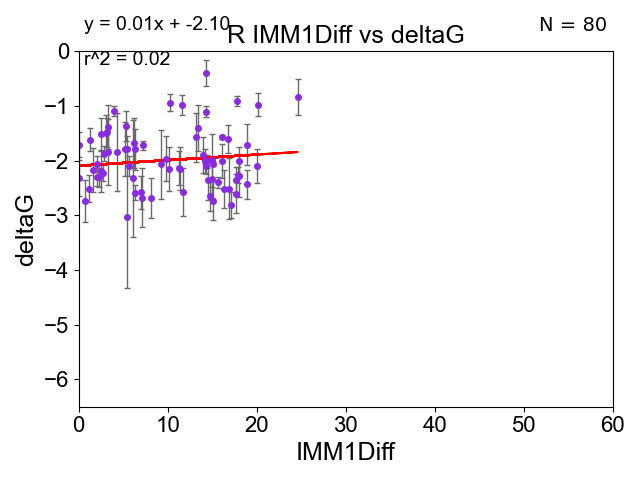 y = 0.01x + -2.10
R IMM1Diff vs deltaG
N = 80
r^2 = 0.02
0
−1
−2
−3
−4
−5
−6
deltaG
0 10 20 30 40 50 60
IMM1Diff